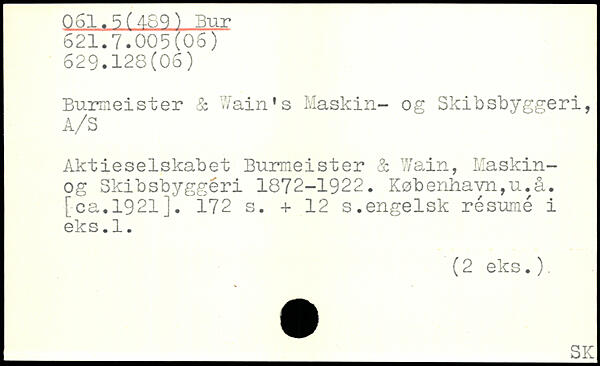 061.5(489) Bur
621.7.005(06)
629.128(06)
Burmeister & Wain's Maskin- og Skibsbyggeri,
A/S
Aktieselskabet Burmeister & Wain, Maskin-
og Skibsbyggéri 1872-1922. København,u.å.
[ca.1921]. 172 s. + 12 s.engelsk résumé i
eks.1.
(2 eks.).
SK